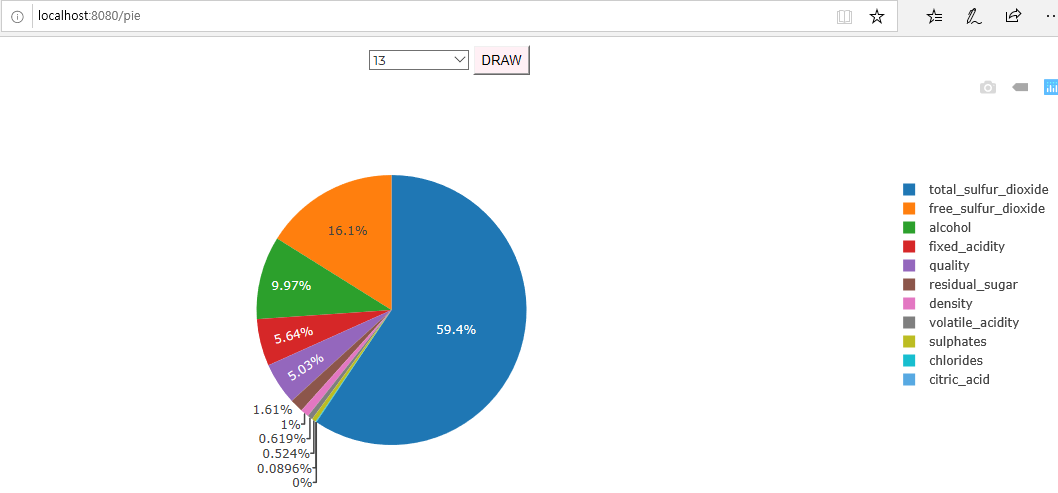 localhost:8080/pie
13 DRAW
total_sulfur_dioxide
free_sulfur_dioxide
alcohol
fixed_acidity
quality
residual_sugar
density
volatile_acidity
sulphates
chlorides
citric_acid
16.1%
9.97%
59.4%
5.64%
5.03%
1.61%
1%
0.619%
0.524%
0.0896%
0%